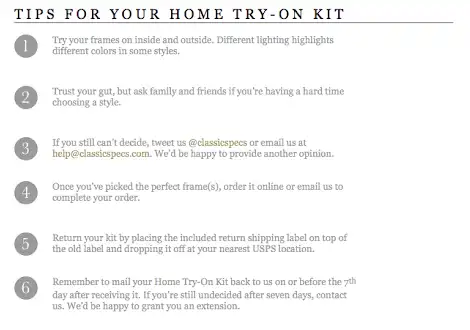 TIPS FOR YOUR HOME TRY-ON KIT
1
Try your frames on inside and outside. Different lighting highlights
different colors in some styles.
2
Trust your gut, but ask family and friends if you're having a hard time
choosing a style.
3
If you still can't decide, tweet us @classicspecs or email us at
help@classicspecs.com. We'd be happy to provide another opinion.
4
Once you've picked the perfect frame(s), order it online or email us to
complete your order.
5
Return your kit by placing the included return shipping label on top of
the old label and dropping it off at your nearest USPS location.
6
Remember to mail your Home Try-On Kit back to us on or before the 7th
day after receiving it. If you're still undecided after seven days, contact
us. We'd be happy to grant you an extension.